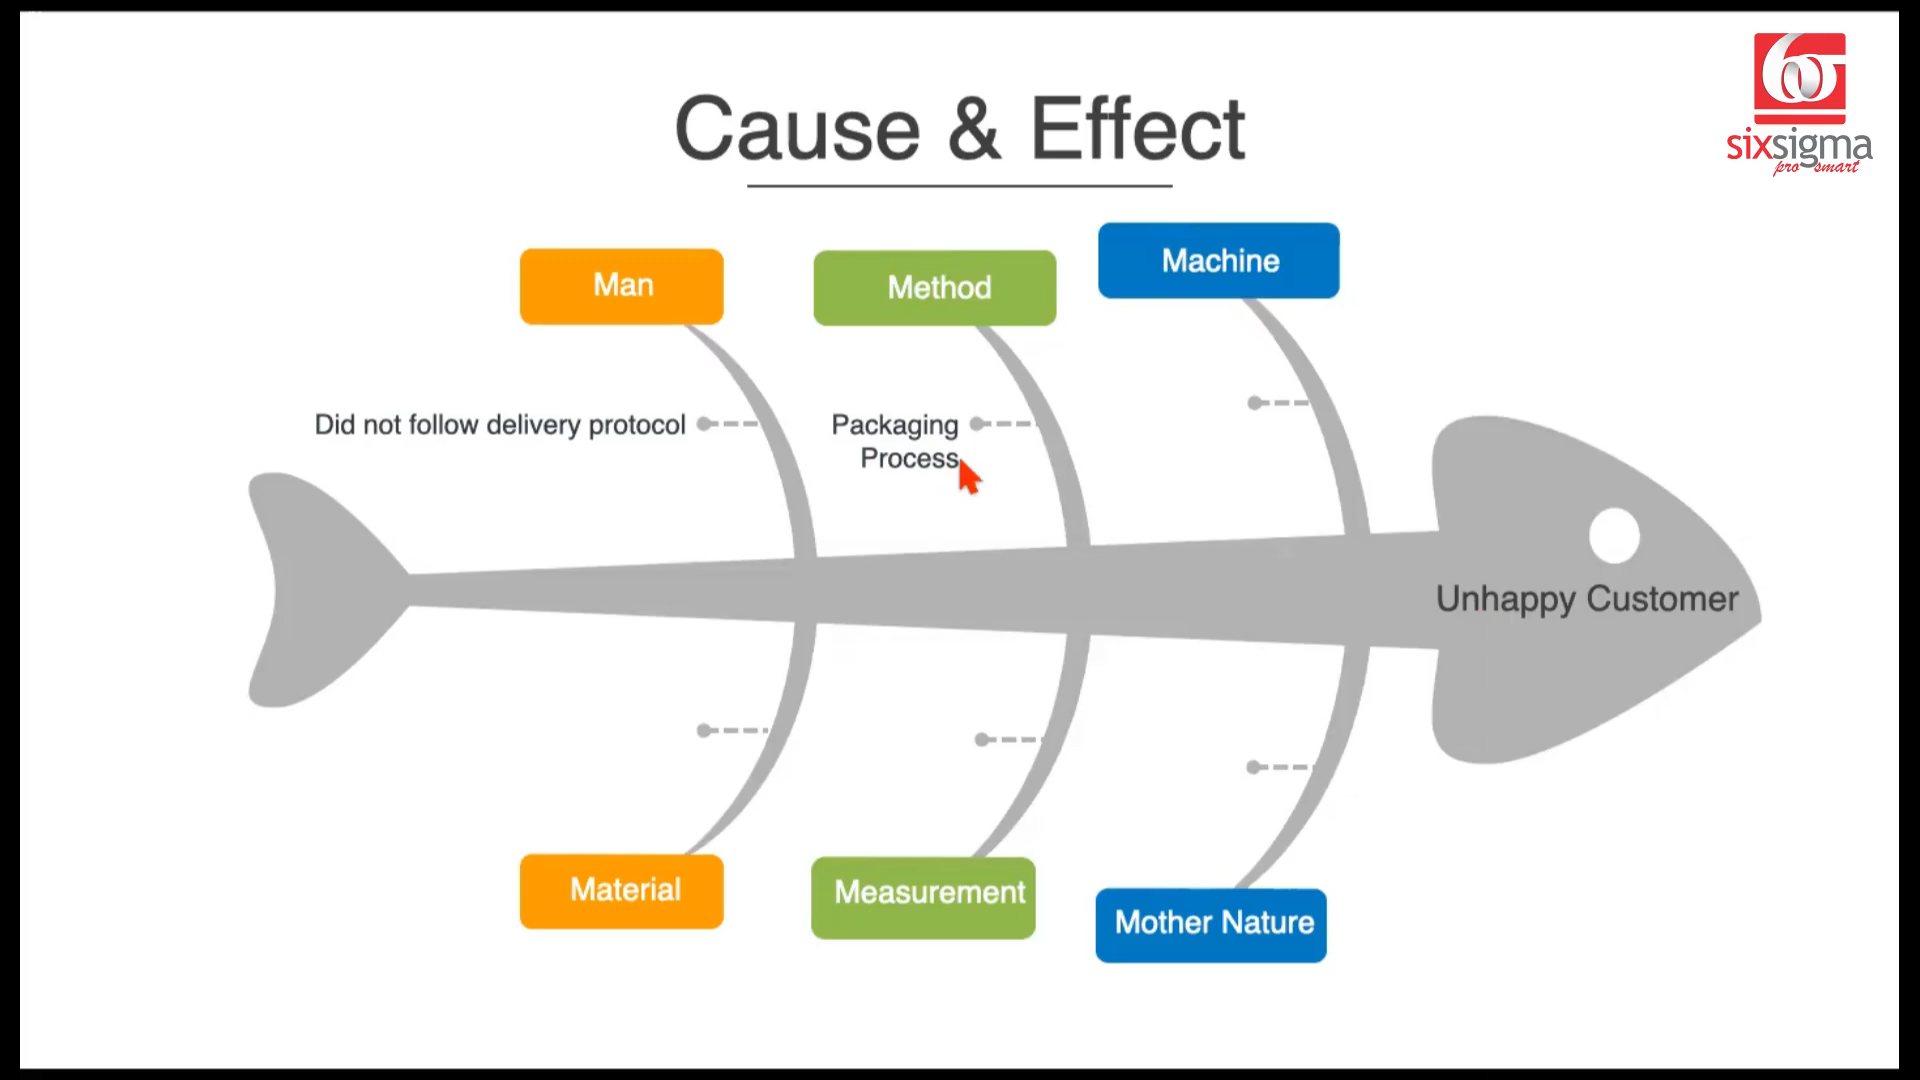 Cause & Effect
sixsigma
pro smart
Man
Method
Machine
Did not follow delivery protocol
Packaging
Process
Unhappy Customer
Material
Measurement
Mother Nature